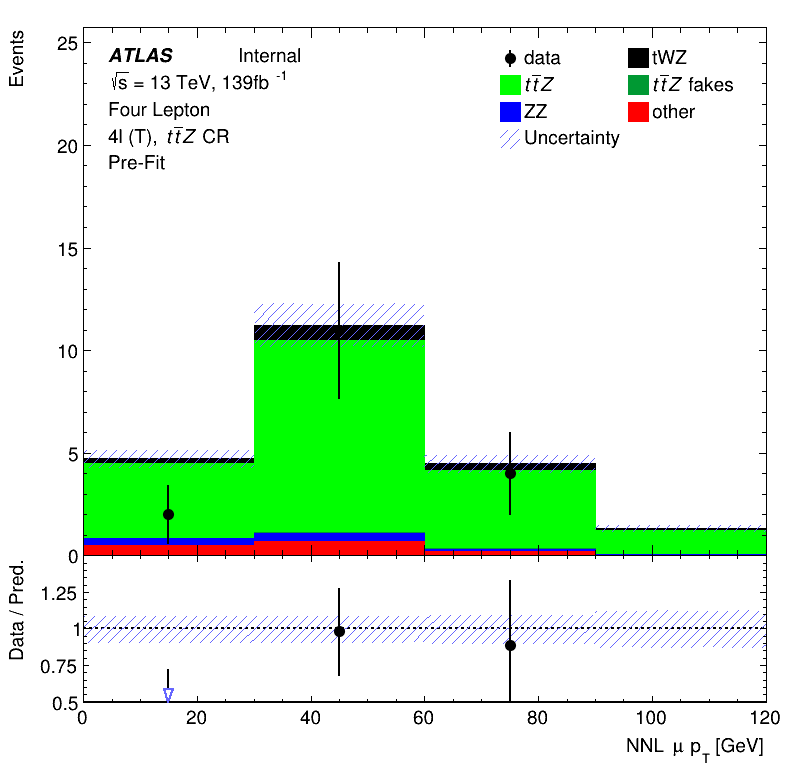 Events
25
20
15
10
5
0
ATLAS Internal
√s = 13 TeV, 139fb -1
Four Lepton
4l (T), tt̄Z CR
Pre-Fit
data
tWZ
tt̄Z
tt̄Z fakes
ZZ
other
Uncertainty
Data / Pred.
1.25
1
0.75
0.5
0 20 40 60 80 100 120
NNL μ pT [GeV]